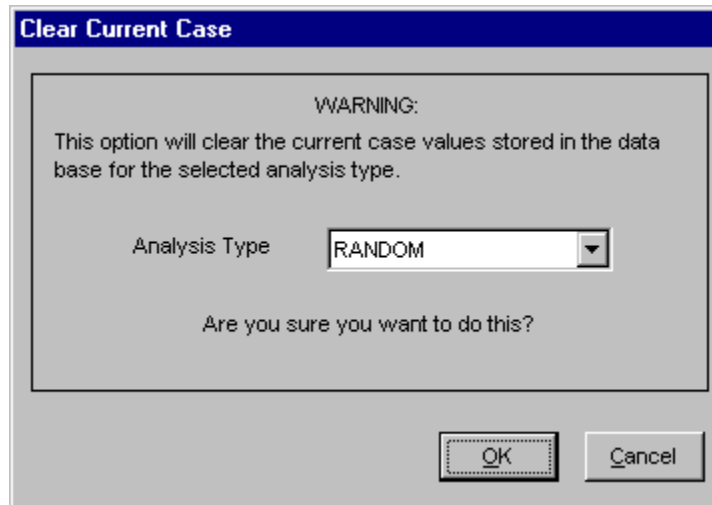 Clear Current Case
WARNING:
This option will clear the current case values stored in the data
base for the selected analysis type.
Analysis Type RANDOM
Are you sure you want to do this?
OK Cancel